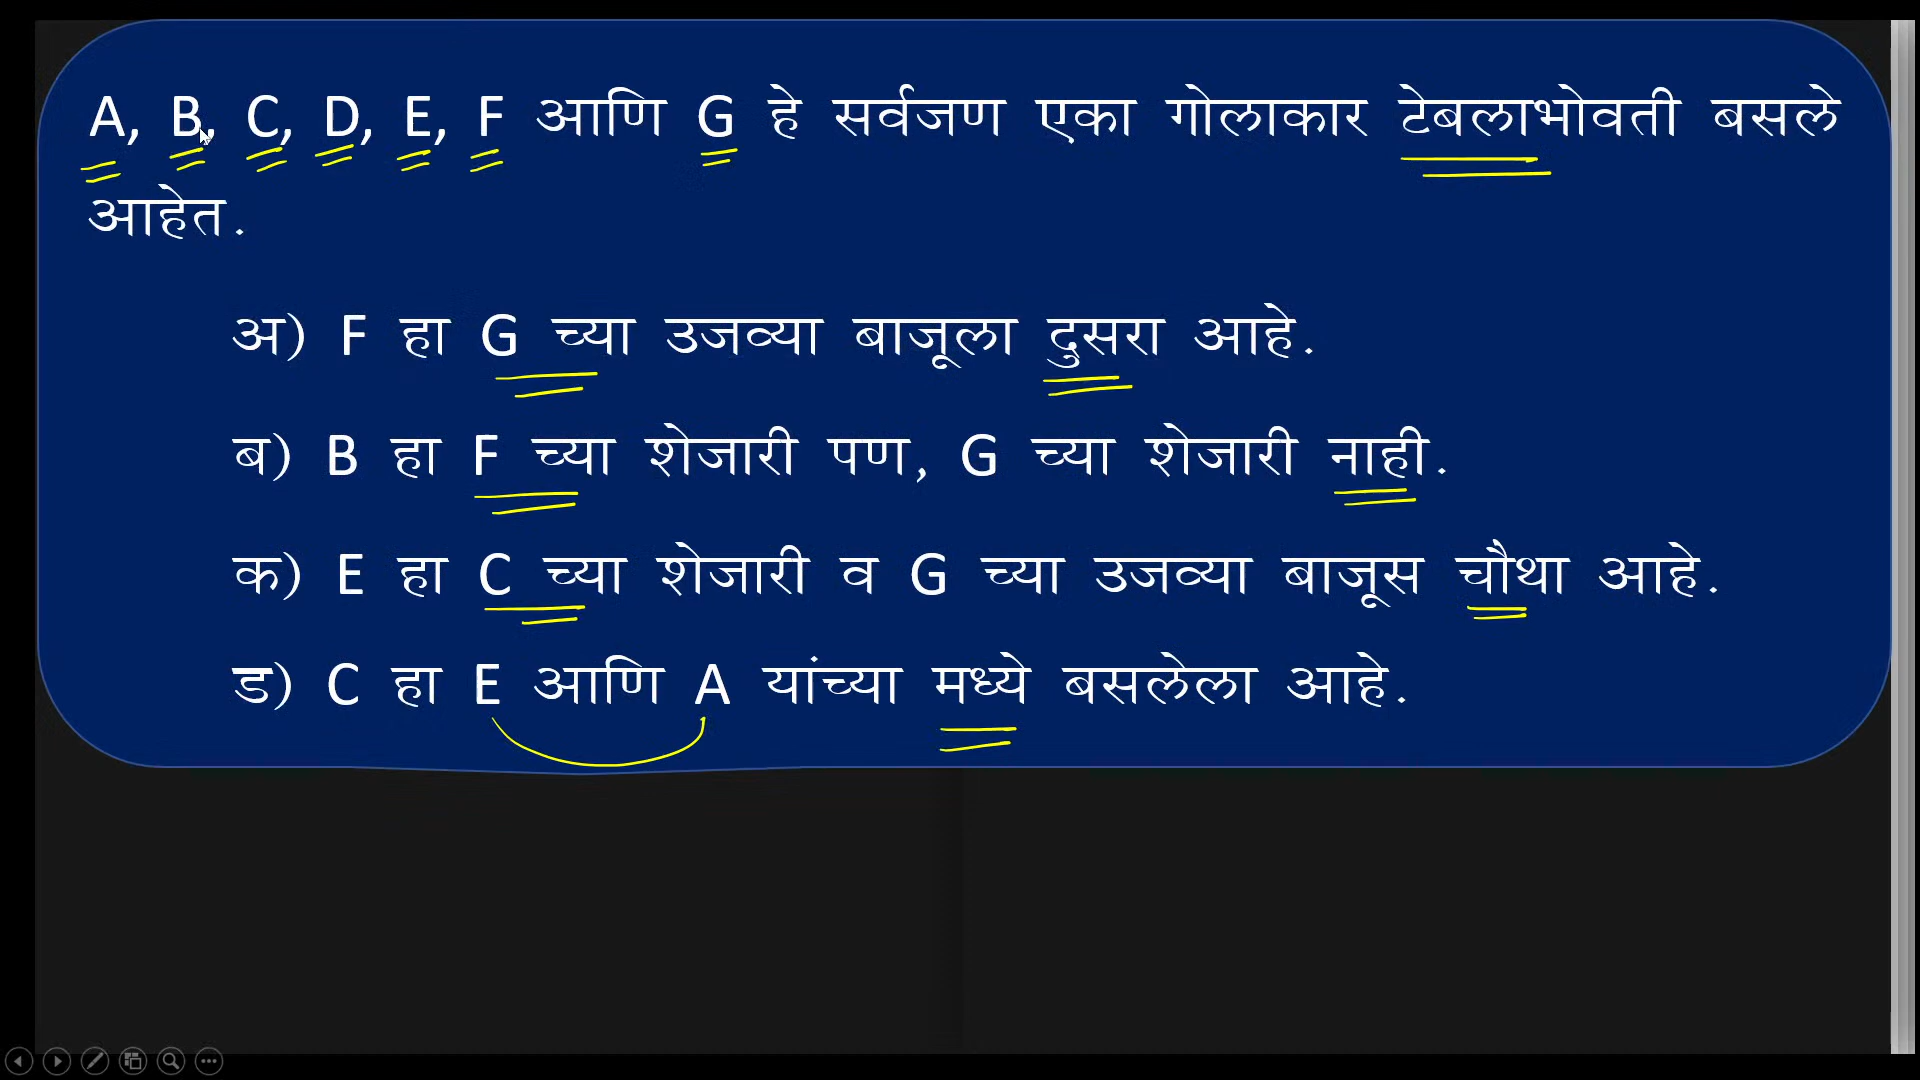 A, B, C, D, E, F आणि G हे सर्वजण एका गोलाकार टेबलाभोवती बसले
आहेत.
अ) F हा G च्या उजव्या बाजूला दुसरा आहे.
ब) B हा F च्या शेजारी पण, G च्या शेजारी नाही.
क) E हा C च्या शेजारी व G च्या उजव्या बाजूस चौथा आहे.
ड) C हा E आणि A यांच्या मध्ये बसलेला आहे.